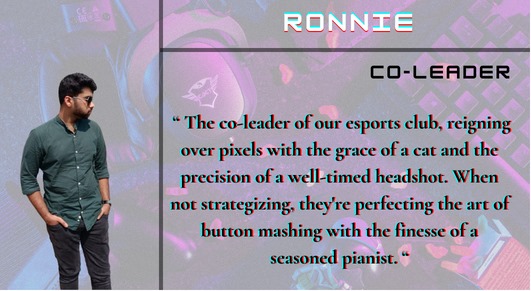 RONNIE
CO-LEADER
“ The co-leader of our esports club, reigning
over pixels with the grace of a cat and the
precision of a well-timed headshot. When
not strategizing, they're perfecting the art of
button mashing with the finesse of a
seasoned pianist. “